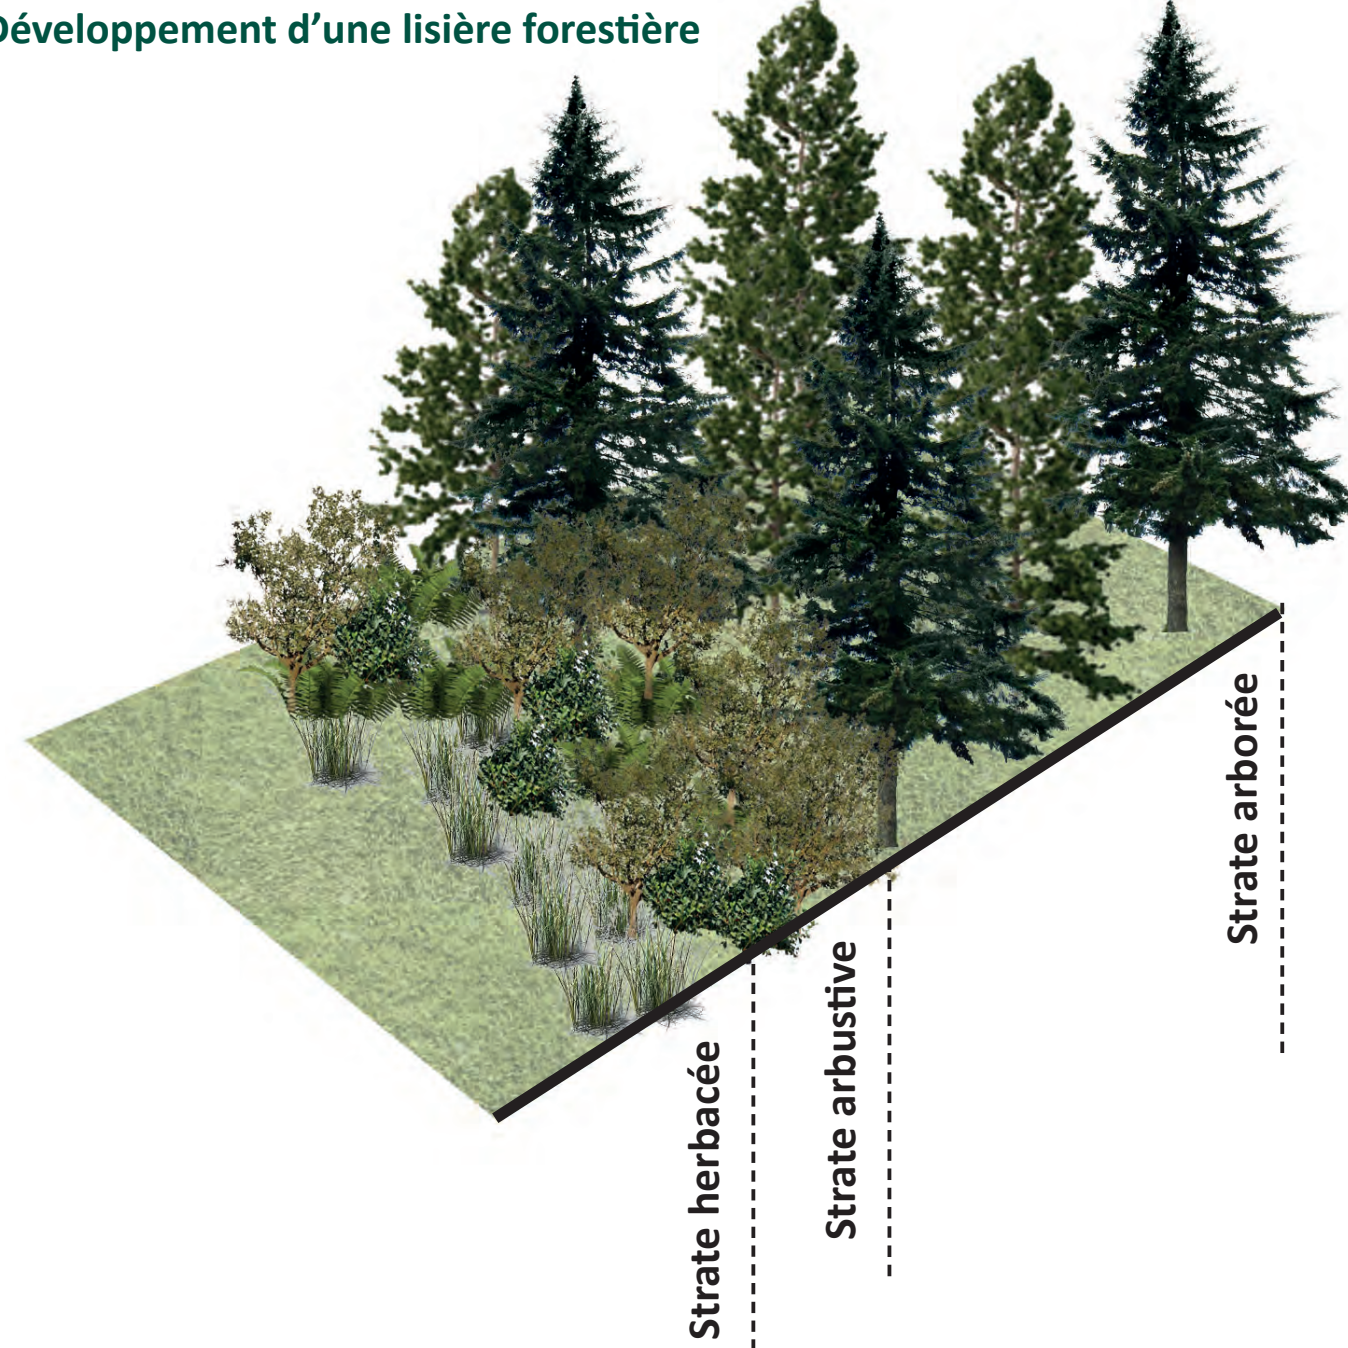 Développement d'une lisière forestière
Strate herbacée
Strate arbustive
Strate arborée